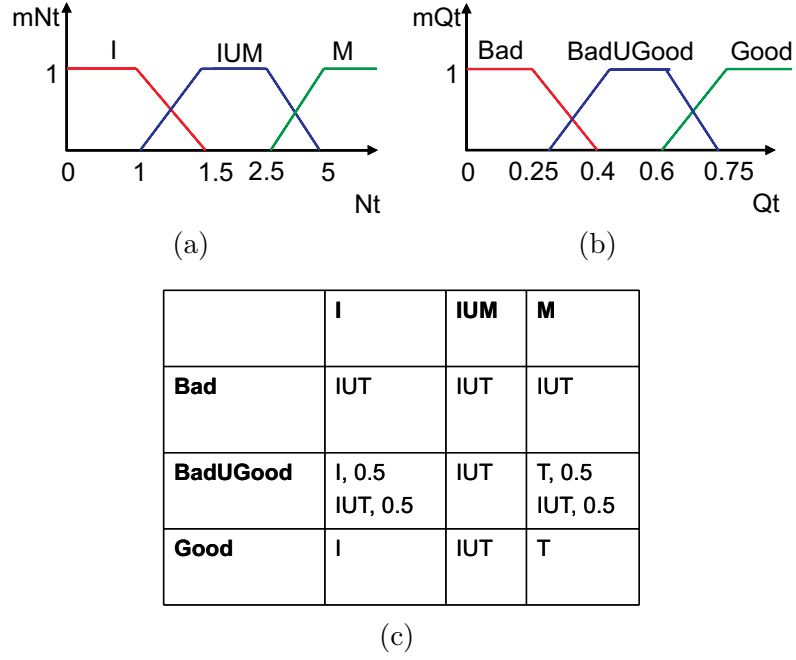 mNt
I
IUM
M
1
0
1
1.5
2.5
5
Nt
(a)
mQt
Bad
BadUGood
Good
1
0
0.25
0.4
0.6
0.75
Qt
(b)
I IUM M
Bad IUT IUT IUT
BadUGood I, 0.5 IUT T, 0.5
IUT, 0.5 IUT, 0.5
Good I IUT T
(c)